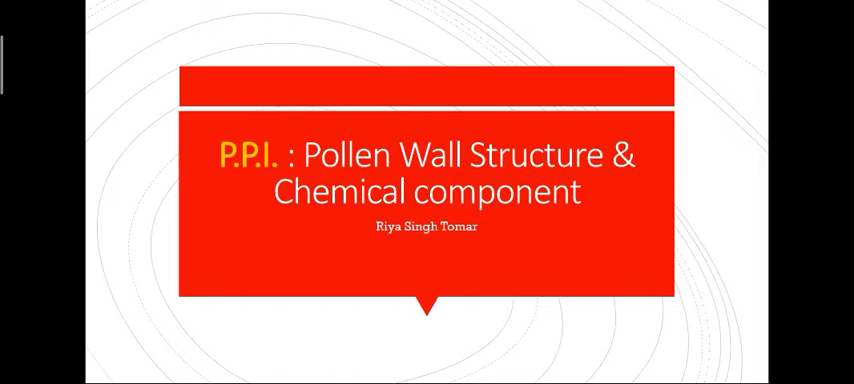 P.P.I. : Pollen Wall Structure &
Chemical component
Riya Singh Tomar